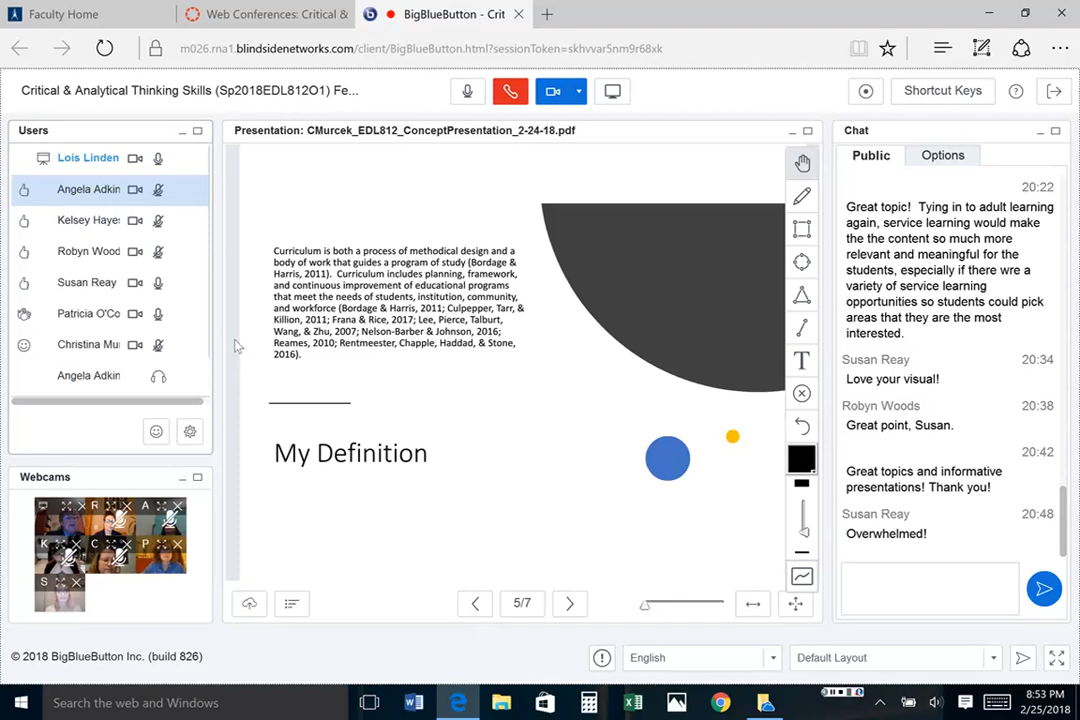 Faculty Home
Web Conferences: Critical &
BigBlueButton - Crit
m026.rna1.blindsidenetworks.com/client/BigBlueButton.html?sessionToken=skhvvar5nm9r68xk
Critical & Analytical Thinking Skills (Sp2018EDL812O1) Fe...
Shortcut Keys
Users
Lois Linden
Angela Adkin
Kelsey Haye
Robyn Wood
Susan Reay
Patricia O'Co
Christina Mu
Angela Adkin
Webcams
R A
K C P
S
Presentation: CMurcek_EDL812_ConceptPresentation_2-24-18.pdf
Curriculum is both a process of methodical design and a
body of work that guides a program of study (Bordage &
Harris, 2011). Curriculum includes planning, framework,
and continuous improvement of educational programs
that meet the needs of students, institution, community,
and workforce (Bordage & Harris, 2011; Culpepper, Tarr, &
Killion, 2011; Frana & Rice, 2017; Lee, Pierce, Talburt,
Wang, & Zhu, 2007; Nelson-Barber & Johnson, 2016;
Reames, 2010; Rentmeester, Chapple, Haddad, & Stone,
2016).
My Definition
T
5/7
Chat
Public
Options
20:22
Great topic! Tying in to adult learning
again, service learning would make
the the content so much more
relevant and meaningful for the
students, especially if there wre a
variety of service learning
opportunities so students could pick
areas that they are the most
interested.
Susan Reay 20:34
Love your visual!
Robyn Woods 20:38
Great point, Susan.
20:42
Great topics and informative
presentations! Thank you!
Susan Reay 20:48
Overwhelmed!
© 2018 BigBlueButton Inc. (build 826)
English
Default Layout
Search the Web and Windows
8:53 PM
2/25/2018